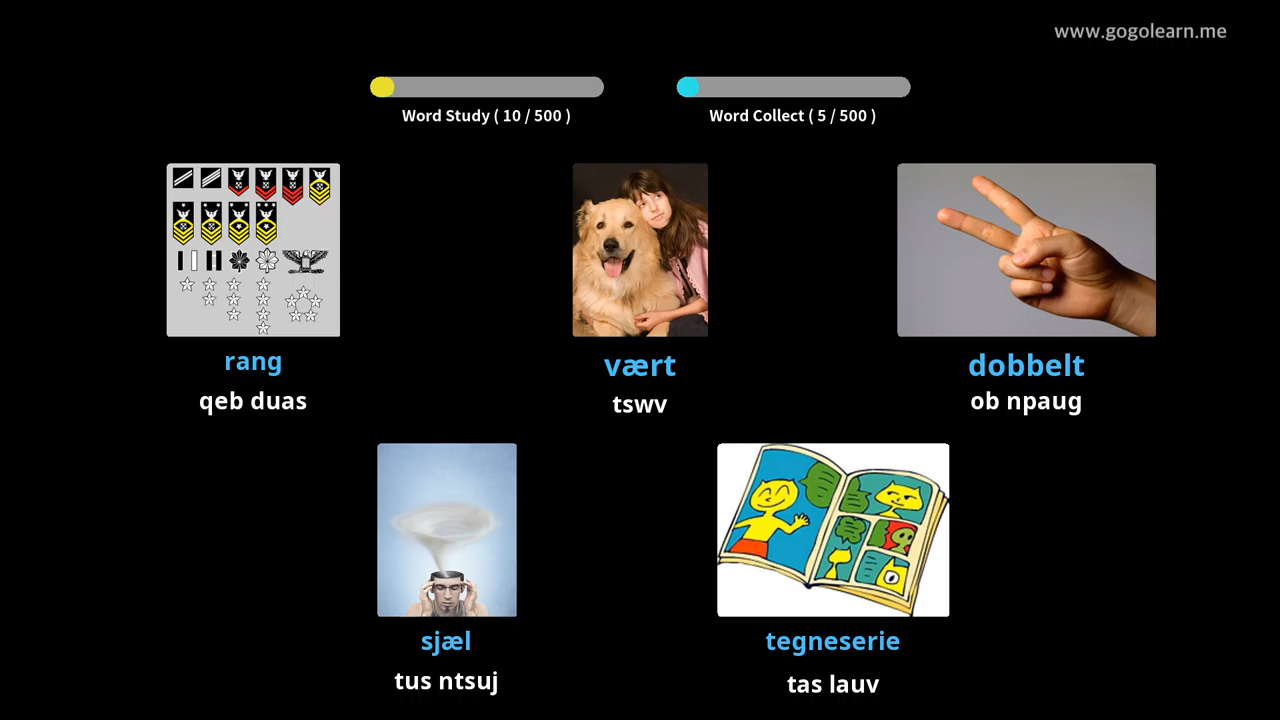 www.gogolearn.me
Word Study ( 10 / 500 )
Word Collect ( 5 / 500 )
rang
qeb duas
vært
tswv
dobbelt
ob npaug
sjæl
tus ntsuj
tegneserie
tas lauv